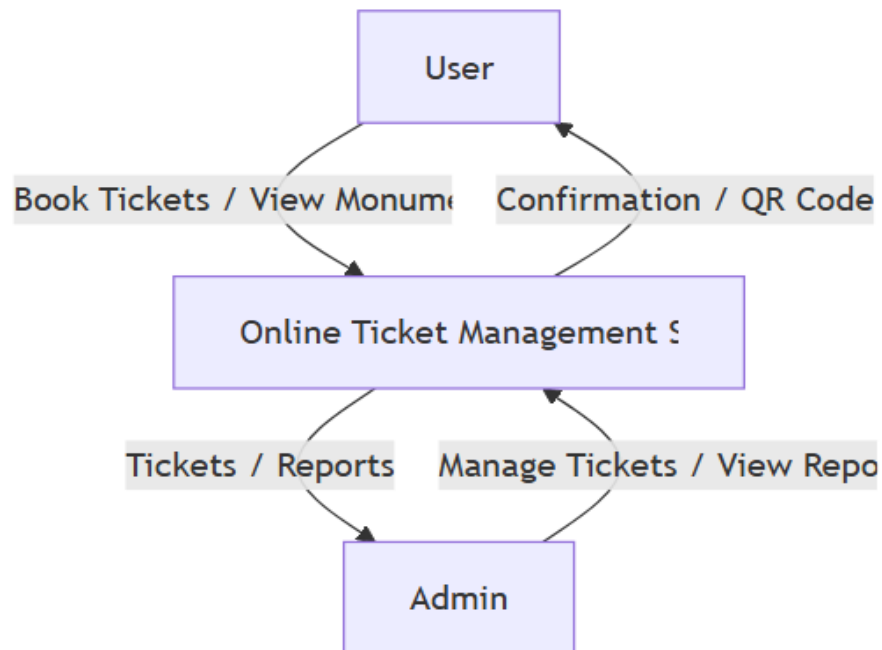 User
Book Tickets / View Monume
Confirmation / QR Code
Online Ticket Management S
Tickets / Reports
Manage Tickets / View Repo
Admin